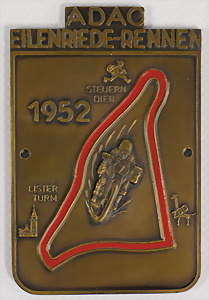 ADAC
EILENRIEDE-RENNEN
STEUERN
DIEB
1952
LISTER
TURM